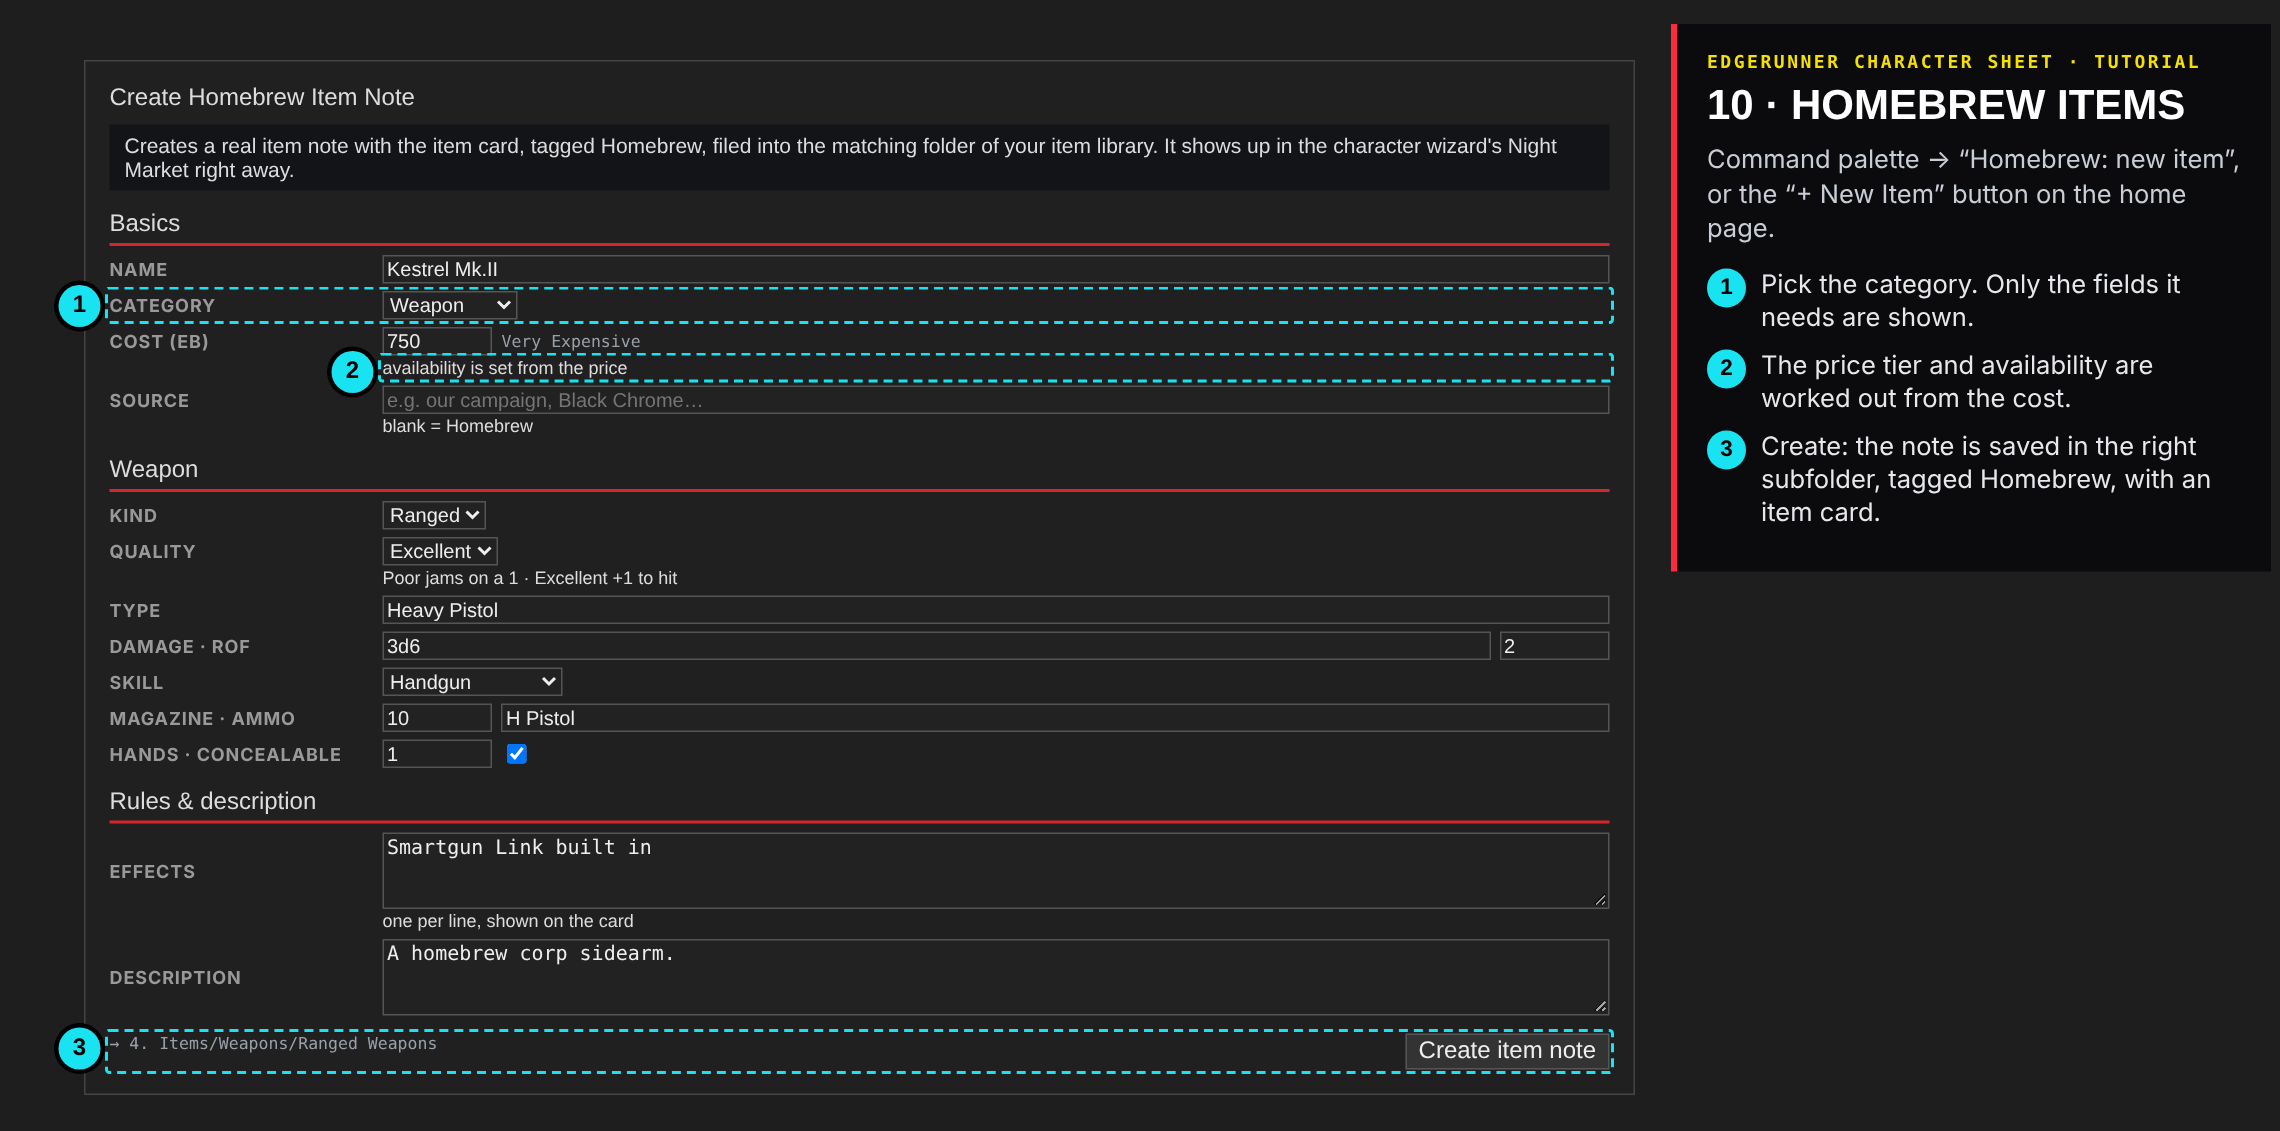 Create Homebrew Item Note
Creates a real item note with the item card, tagged Homebrew, filed into the matching folder of your item library. It shows up in the character wizard's Night
Market right away.
Basics
NAME
Kestrel Mk.II
1
CATEGORY
Weapon
COST (EB)
750
Very Expensive
2
availability is set from the price
SOURCE
e.g. our campaign, Black Chrome…
blank = Homebrew
Weapon
KIND
Ranged
QUALITY
Excellent
Poor jams on a 1 · Excellent +1 to hit
TYPE
Heavy Pistol
DAMAGE · ROF
3d6
2
SKILL
Handgun
MAGAZINE · AMMO
10
H Pistol
HANDS · CONCEALABLE
1
Rules & description
EFFECTS
Smartgun Link built in
one per line, shown on the card
DESCRIPTION
A homebrew corp sidearm.
3
→ 4. Items/Weapons/Ranged Weapons
Create item note
EDGERUNNER CHARACTER SHEET · TUTORIAL
10 · HOMEBREW ITEMS
Command palette → “Homebrew: new item”,
or the “+ New Item” button on the home
page.
1 Pick the category. Only the fields it
needs are shown.
2 The price tier and availability are
worked out from the cost.
3 Create: the note is saved in the right
subfolder, tagged Homebrew, with an
item card.